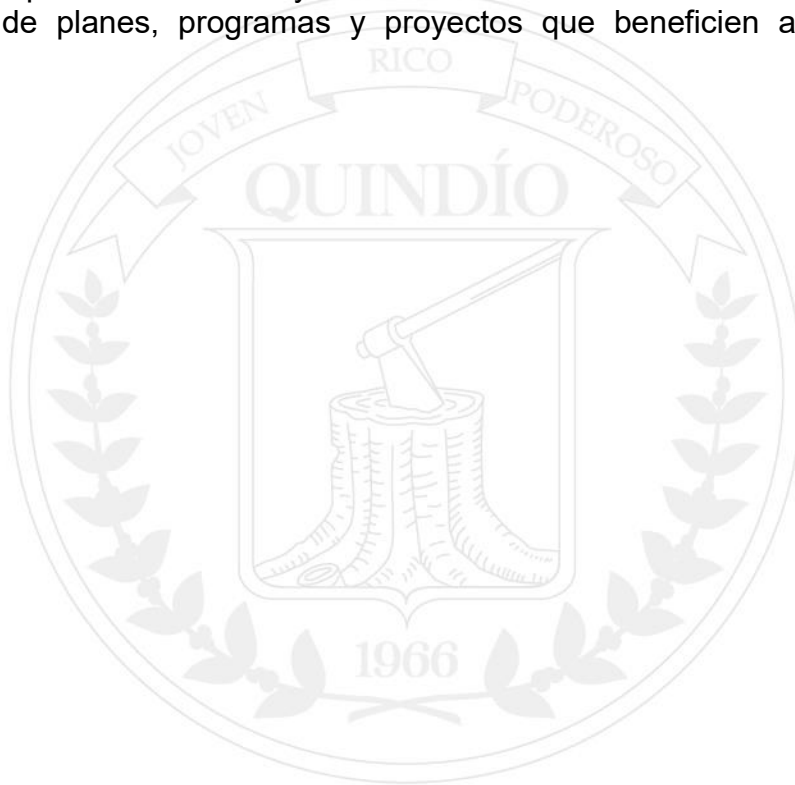 de planes, programas y proyectos que beneficien a
RICO
JOVEN
PODEROSO
QUINDÍO
1966